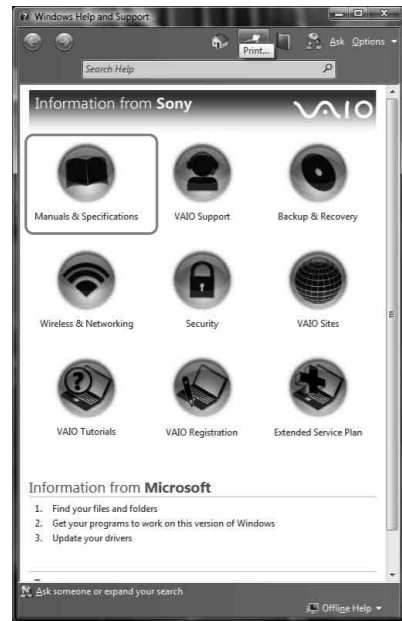 Windows Help and Support
Ask Options
Print...
Search Help
Information from Sony
VAIO
Manuals & Specifications
VAIO Support
Backup & Recovery
Wireless & Networking
Security
VAIO Sites
VAIO Tutorials
VAIO Registration
Extended Service Plan
Information from Microsoft
1. Find your files and folders
2. Get your programs to work on this version of Windows
3. Update your drivers
Ask someone or expand your search
Offline Help